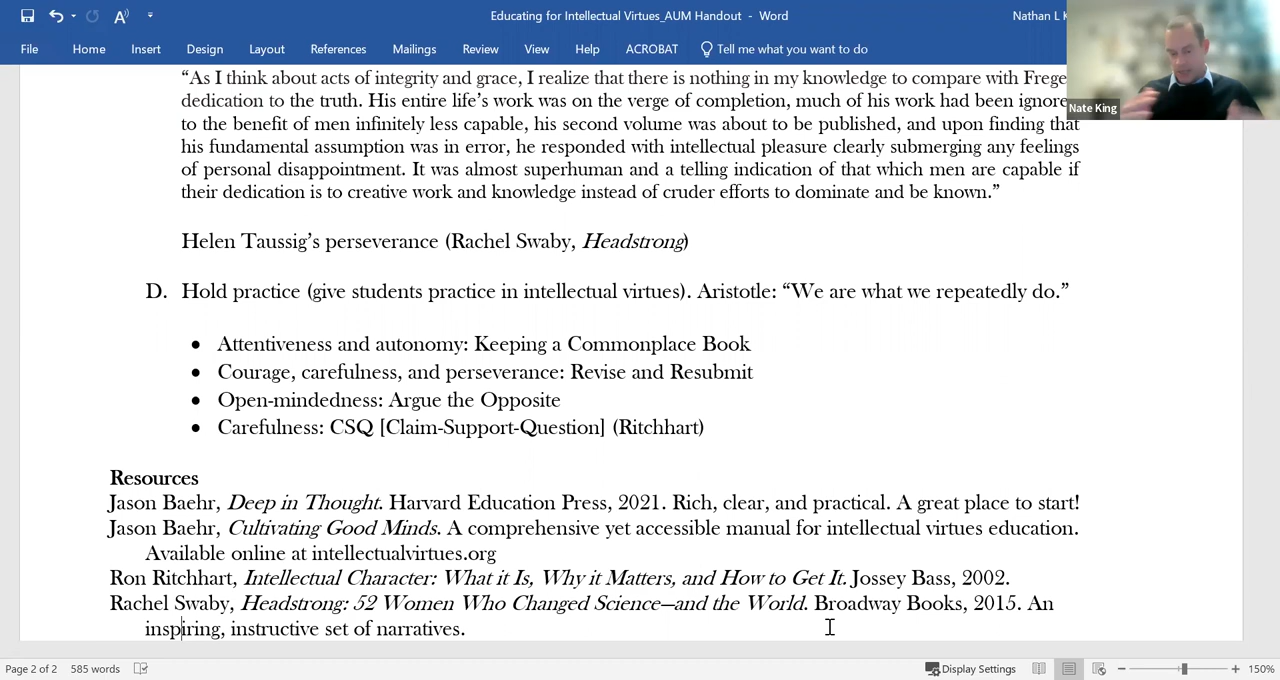 Educating for Intellectual Virtues_AUM Handout - Word
Nathan L K
File Home Insert Design Layout References Mailings Review View Help ACROBAT Tell me what you want to do
Nate King
“As I think about acts of integrity and grace, I realize that there is nothing in my knowledge to compare with Frege
dedication to the truth. His entire life’s work was on the verge of completion, much of his work had been ignore
to the benefit of men infinitely less capable, his second volume was about to be published, and upon finding that
his fundamental assumption was in error, he responded with intellectual pleasure clearly submerging any feelings
of personal disappointment. It was almost superhuman and a telling indication of that which men are capable if
their dedication is to creative work and knowledge instead of cruder efforts to dominate and be known.”
Helen Taussig’s perseverance (Rachel Swaby, Headstrong)
D. Hold practice (give students practice in intellectual virtues). Aristotle: “We are what we repeatedly do.”
• Attentiveness and autonomy: Keeping a Commonplace Book
• Courage, carefulness, and perseverance: Revise and Resubmit
• Open-mindedness: Argue the Opposite
• Carefulness: CSQ [Claim-Support-Question] (Ritchhart)
Resources
Jason Baehr, Deep in Thought. Harvard Education Press, 2021. Rich, clear, and practical. A great place to start!
Jason Baehr, Cultivating Good Minds. A comprehensive yet accessible manual for intellectual virtues education.
Available online at intellectualvirtues.org
Ron Ritchhart, Intellectual Character: What it Is, Why it Matters, and How to Get It. Jossey Bass, 2002.
Rachel Swaby, Headstrong: 52 Women Who Changed Science—and the World. Broadway Books, 2015. An
inspiring, instructive set of narratives.
Page 2 of 2 585 words Display Settings 150%